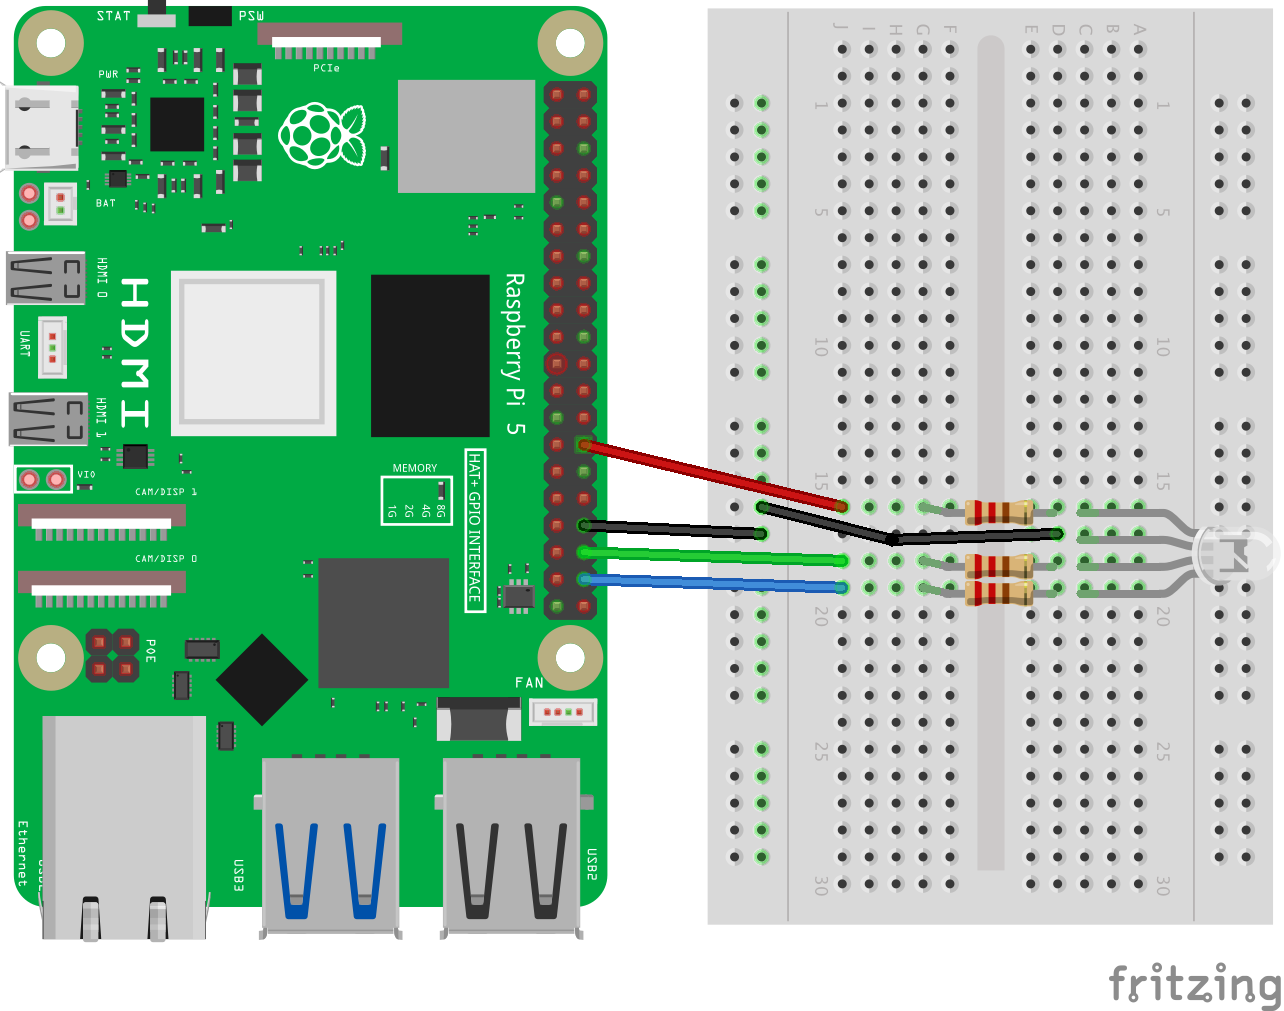 STAT
PSW
PCIe
PWR
BAT
HDMI 0
HDMI
UART
HDMI 1
VIO
CAM/DISP 1
CAM/DISP 0
Raspberry Pi 5
MEMORY
1G 2G 4G 8G
HAT+ GPIO INTERFACE
POE
FAN
Ethernet
USB3
USB5
J I H G F E D C B A
1 1
5 5
10 10
15 15
20 20
25 25
30 30
fritzing